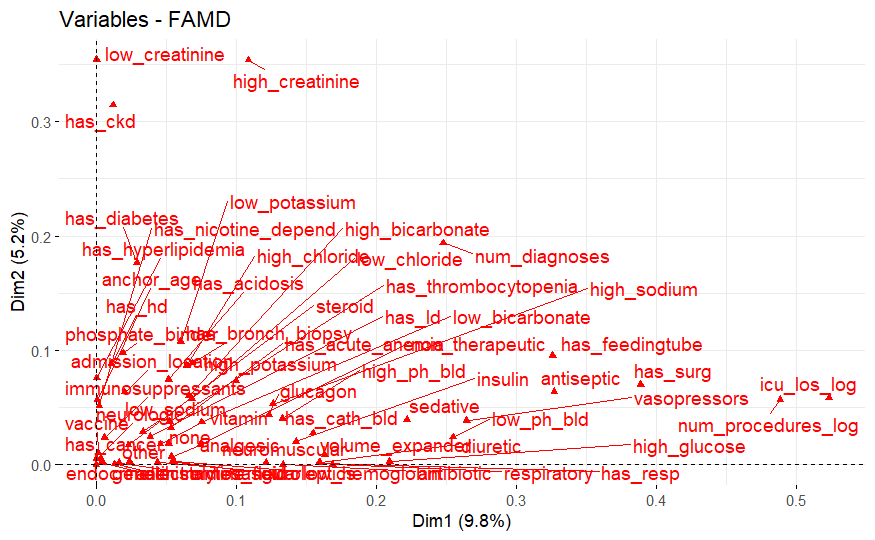 Variables - FAMD
low_creatinine
high_creatinine
has_ckd
0.3
low_potassium
has_diabetes
has_nicotine_depend
high_bicarbonate
0.2
has_hyperlipidemia
high_chloride
low_chloride
num_diagnoses
anchor_age
has_acidosis
has_thrombocytopenia
high_sodium
has_hd
steroid
has_ld
low_bicarbonate
phosphate_binder
has_bronch_biopsy
has_acute_anemia
non_therapeutic
has_feedingtube
0.1
admission_location
high_potassium
high_ph_bld
insulin
antiseptic
has_surg
icu_los_log
immunosuppressants
glucagon
vasopressors
neurologic
low_sodium
sedative
vaccine
vitamin
has_cath_bld
low_ph_bld
num_procedures_log
has_cancer
none
analgesic
neuromuscular
volume_expander
diuretic
high_glucose
other
0.0
hemoglobin
antibiotic
respiratory
has_resp
0.0
0.1
0.2
0.3
0.4
0.5
Dim1 (9.8%)
Dim2 (5.2%)